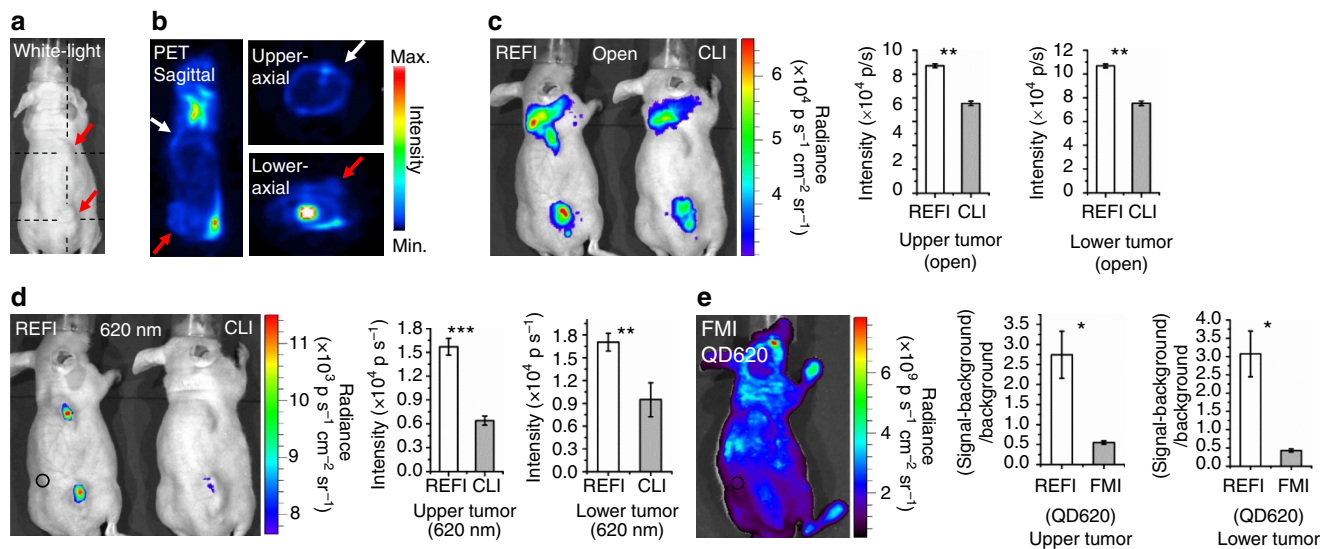 a
White-light
b
PET
Sagittal
Upper-
axial
Lower-
axial
Max.
Intensity
Min.
c
REFI
Open
CLI
6
5
4
Radiance
(×10⁴ p s⁻¹ cm⁻² sr⁻¹)
Intensity (×10⁴ p/s)
10
8
6
4
2
0
**
REFI CLI
Upper tumor
(open)
Intensity (×10⁴ p/s)
12
10
8
6
4
2
0
**
REFI CLI
Lower tumor
(open)
d
REFI
620 nm
CLI
11
10
9
8
Radiance
(×10³ p s⁻¹ cm⁻² sr⁻¹)
Intensity (×10⁴ p s⁻¹)
1.8
1.5
1.2
0.9
0.6
0.3
0.0
***
REFI CLI
Upper tumor
(620 nm)
Intensity (×10⁴ p s⁻¹)
1.8
1.5
1.2
0.9
0.6
0.3
0.0
**
REFI CLI
Lower tumor
(620 nm)
e
FMI
QD620
6
4
2
Radiance
(×10⁹ p s⁻¹ cm⁻² sr⁻¹)
(Signal-background)
/background
3.5
3.0
2.5
2.0
1.5
1.0
0.5
0.0
*
REFI FMI
(QD620)
Upper tumor
(Signal-background)
/background
4.0
3.5
3.0
2.5
2.0
1.5
1.0
0.5
0.0
*
REFI FMI
(QD620)
Lower tumor